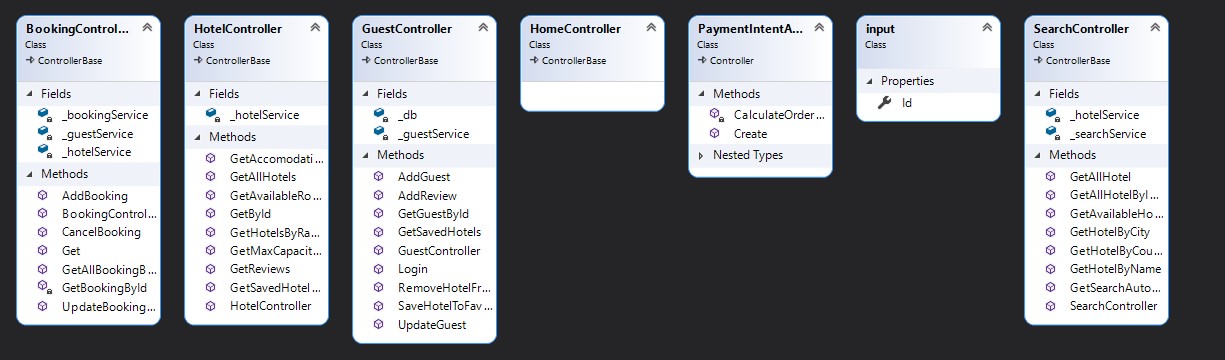 BookingControl...
Class
ControllerBase
Fields
_bookingService
_guestService
_hotelService
Methods
AddBooking
BookingControl...
CancelBooking
Get
GetAllBookingB...
GetBookingById
UpdateBooking...
HotelController
Class
ControllerBase
Fields
_hotelService
Methods
GetAccomodati...
GetAllHotels
GetAvailableRo...
GetById
GetHotelsByRa...
GetMaxCapacit...
GetReviews
GetSavedHotel...
HotelController
GuestController
Class
ControllerBase
Fields
_db
_guestService
Methods
AddGuest
AddReview
GetGuestById
GetSavedHotels
GuestController
Login
RemoveHotelFr...
SaveHotelToFav...
UpdateGuest
HomeController
Class
ControllerBase
PaymentIntentA...
Class
Controller
Methods
CalculateOrder...
Create
Nested Types
input
Class
Properties
Id
SearchController
Class
ControllerBase
Fields
_hotelService
_searchService
Methods
GetAllHotel
GetAllHotelByI...
GetAvailableHo...
GetHotelByCity
GetHotelByCou...
GetHotelByName
GetSearchAuto...
SearchController